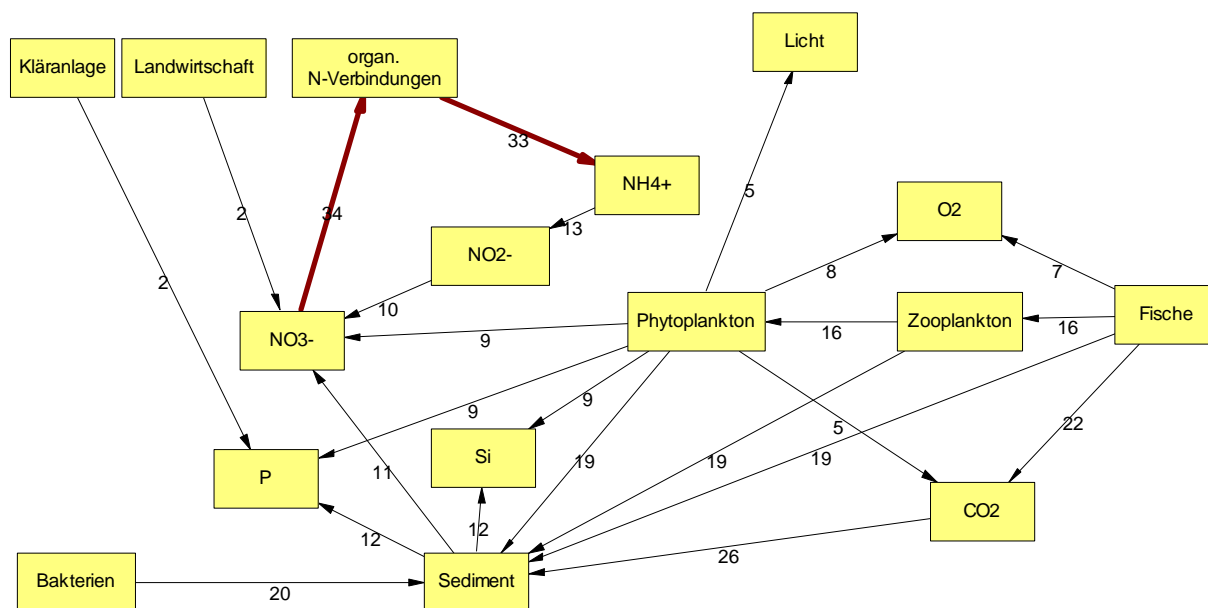 Licht
organ.
N-Verbindungen
Kläranlage
Landwirtschaft
33
NH4+
5
O2
2
34
13
NO2-
8
7
2
10
Phytoplankton
16
Zooplankton
16
Fische
NO3-
9
9
9
5
22
Si
11
19
19
19
P
CO2
12
12
26
Bakterien
20
Sediment